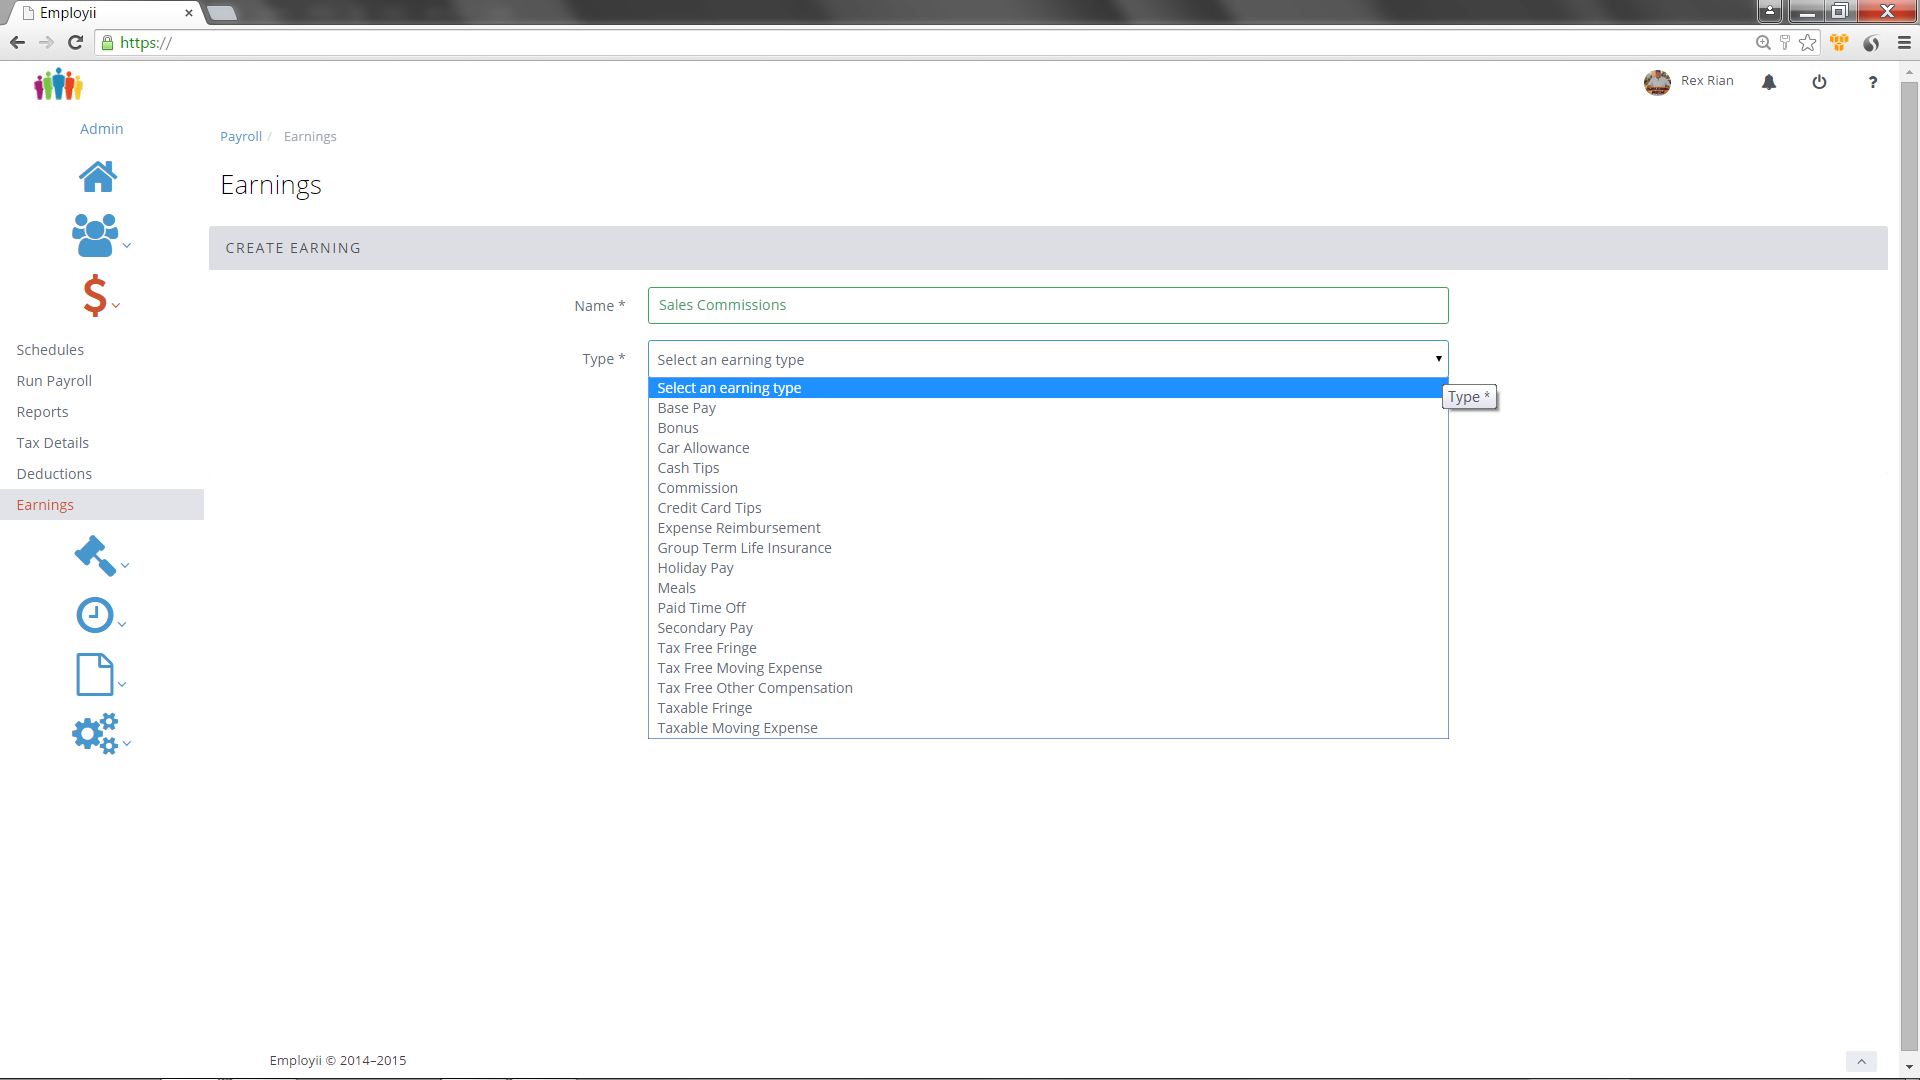 Employii
https://
Rex Rian
?
Admin
Payroll / Earnings
Earnings
CREATE EARNING
Name * Sales Commissions
Type * Select an earning type
Select an earning type
Type *
Base Pay
Bonus
Car Allowance
Cash Tips
Commission
Credit Card Tips
Expense Reimbursement
Group Term Life Insurance
Holiday Pay
Meals
Paid Time Off
Secondary Pay
Tax Free Fringe
Tax Free Moving Expense
Tax Free Other Compensation
Taxable Fringe
Taxable Moving Expense
$
Schedules
Run Payroll
Reports
Tax Details
Deductions
Earnings
Employii © 2014–2015